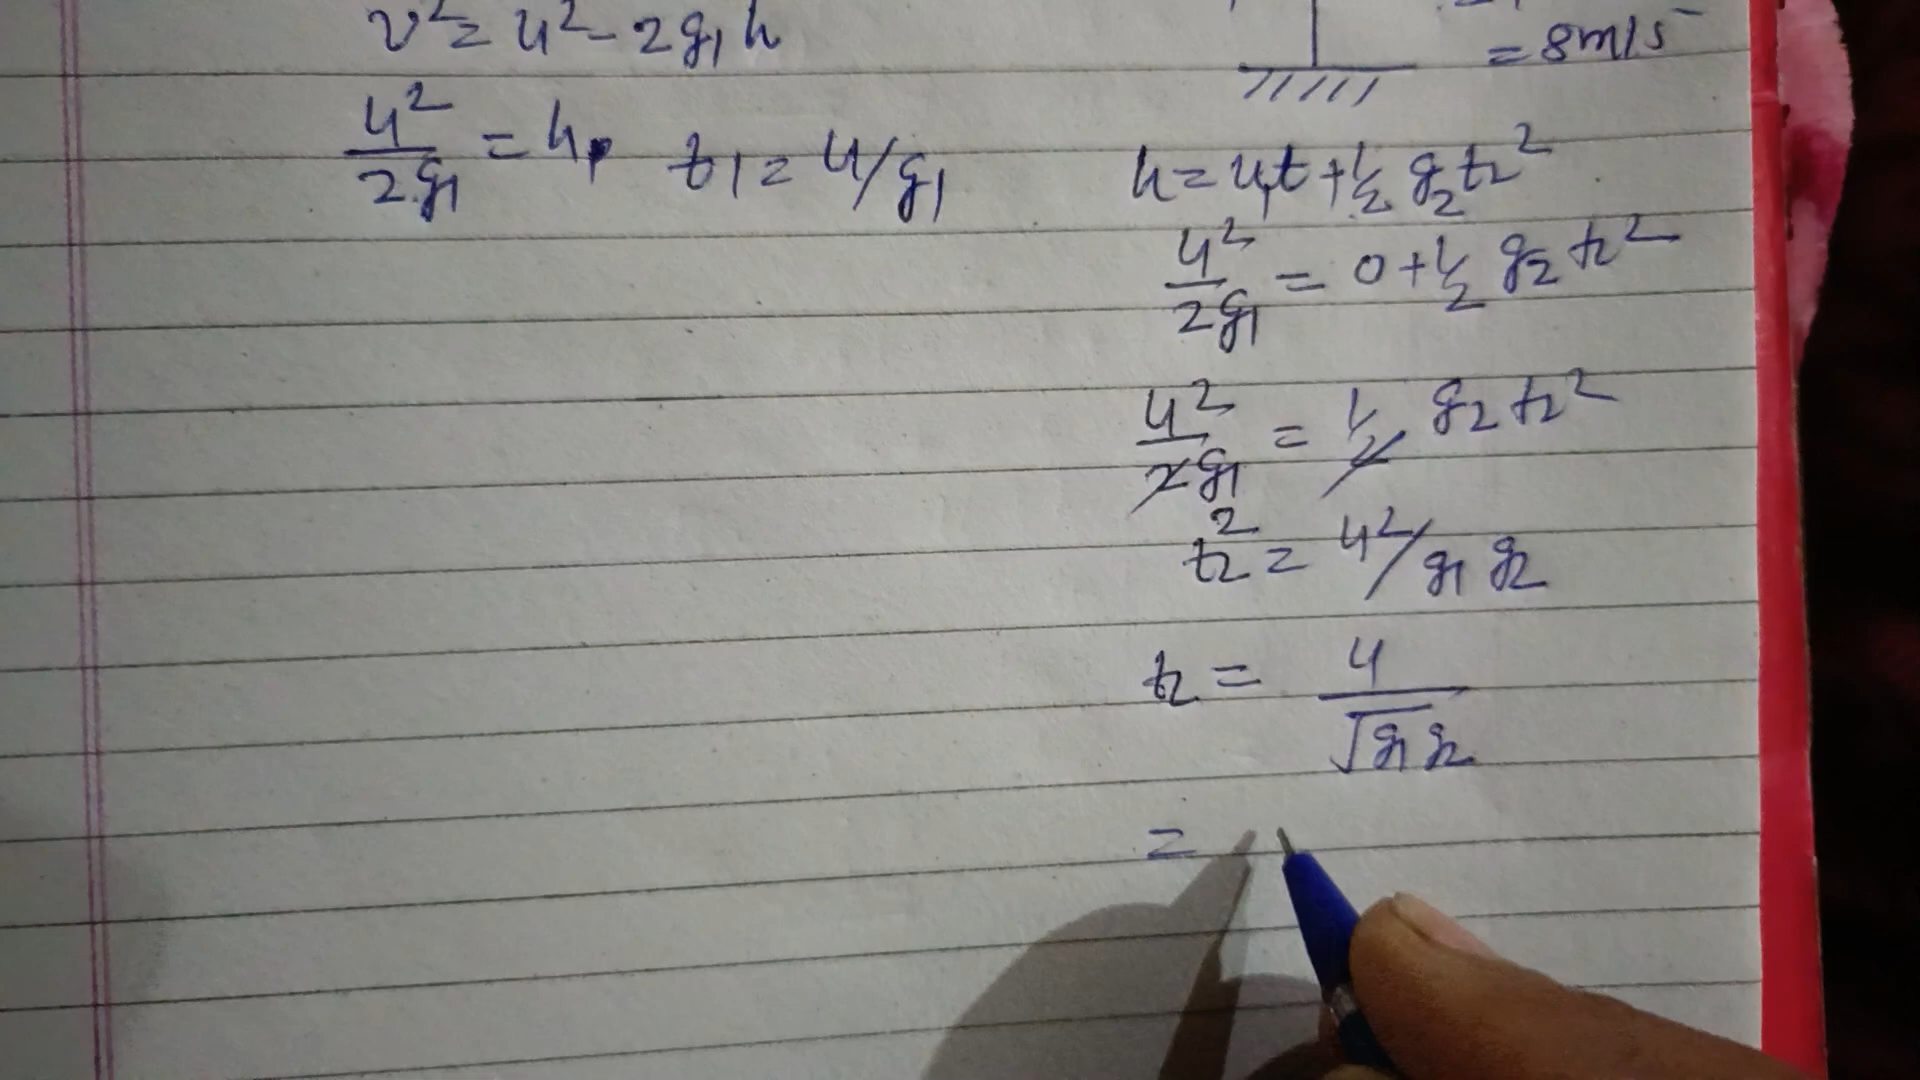 v² = u² - 2g₁h
= 8m/s
u²/2g₁ = h, t₁ = u/g₁
h = u₁t + ½ g₂t₂²
u²/2g₁ = 0 + ½ g₂t₂²
u²/2g₁ = ½ g₂t₂²
t₂² = u²/g₁g₂
t₂ = u/√g₁g₂
=